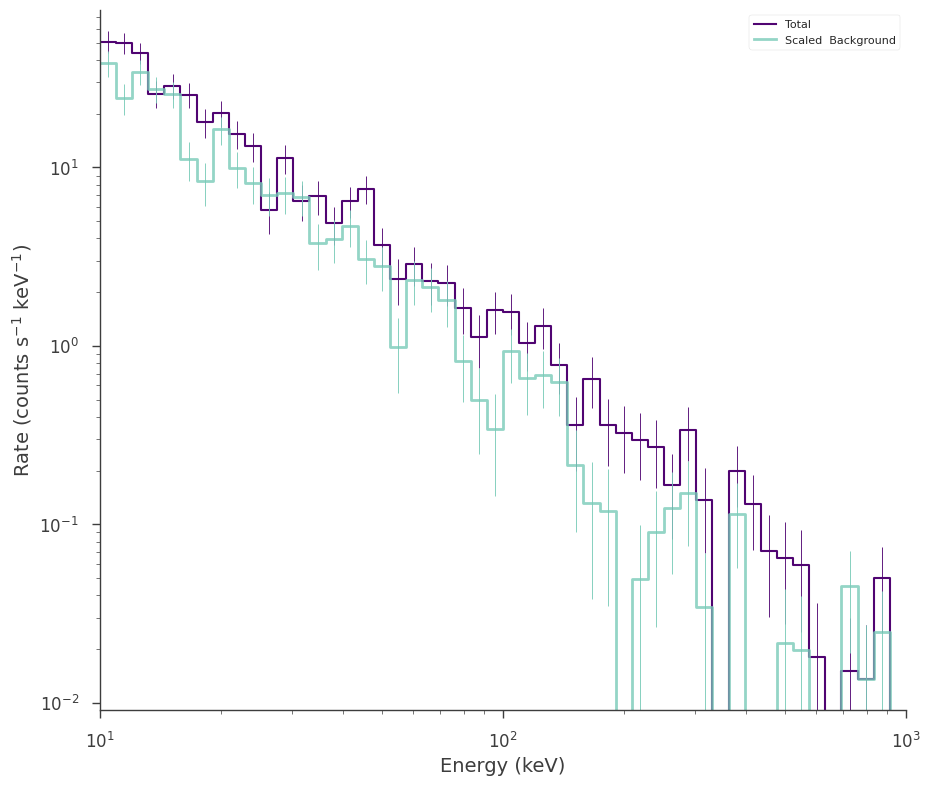 Total
Scaled  Background
10¹
10⁰
10⁻¹
10⁻²
Rate (counts s⁻¹ keV⁻¹)
10¹
10²
10³
Energy (keV)